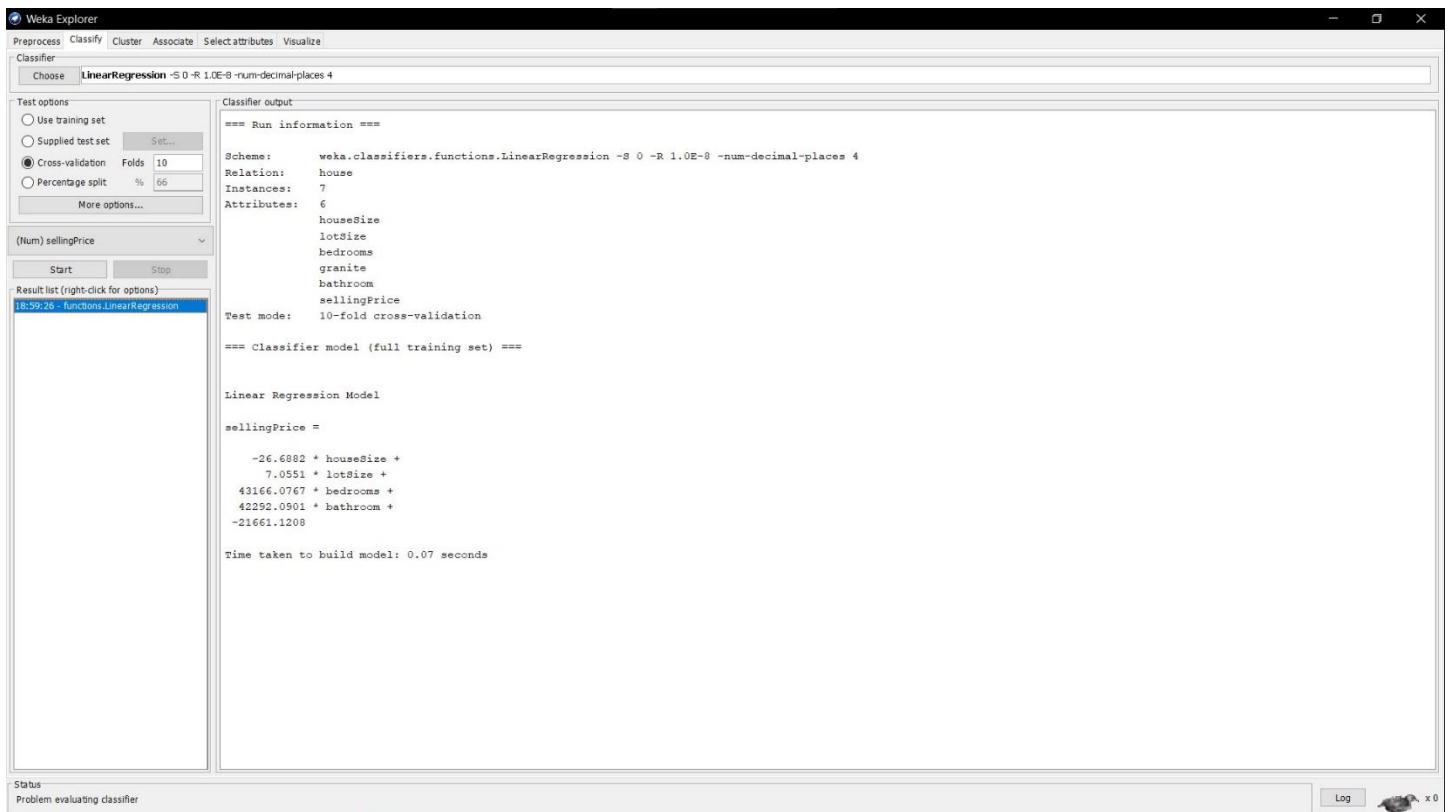 Weka Explorer
Preprocess Classify Cluster Associate Select attributes Visualize
Classifier
Choose LinearRegression -S 0 -R 1.0E-8 -num-decimal-places 4
Test options
Use training set
Supplied test set Set...
Cross-validation Folds 10
Percentage split % 66
More options...
(Num) sellingPrice
Start Stop
Result list (right-click for options)
18:59:26 - functions.LinearRegression
Classifier output
=== Run information ===
Scheme: weka.classifiers.functions.LinearRegression -S 0 -R 1.0E-8 -num-decimal-places 4
Relation: house
Instances: 7
Attributes: 6
houseSize
lotSize
bedrooms
granite
bathroom
sellingPrice
Test mode: 10-fold cross-validation
=== Classifier model (full training set) ===
Linear Regression Model
sellingPrice =
-26.6882 * houseSize +
7.0551 * lotSize +
43166.0767 * bedrooms +
42292.0901 * bathroom +
-21661.1208
Time taken to build model: 0.07 seconds
Status
Problem evaluating classifier
Log x 0